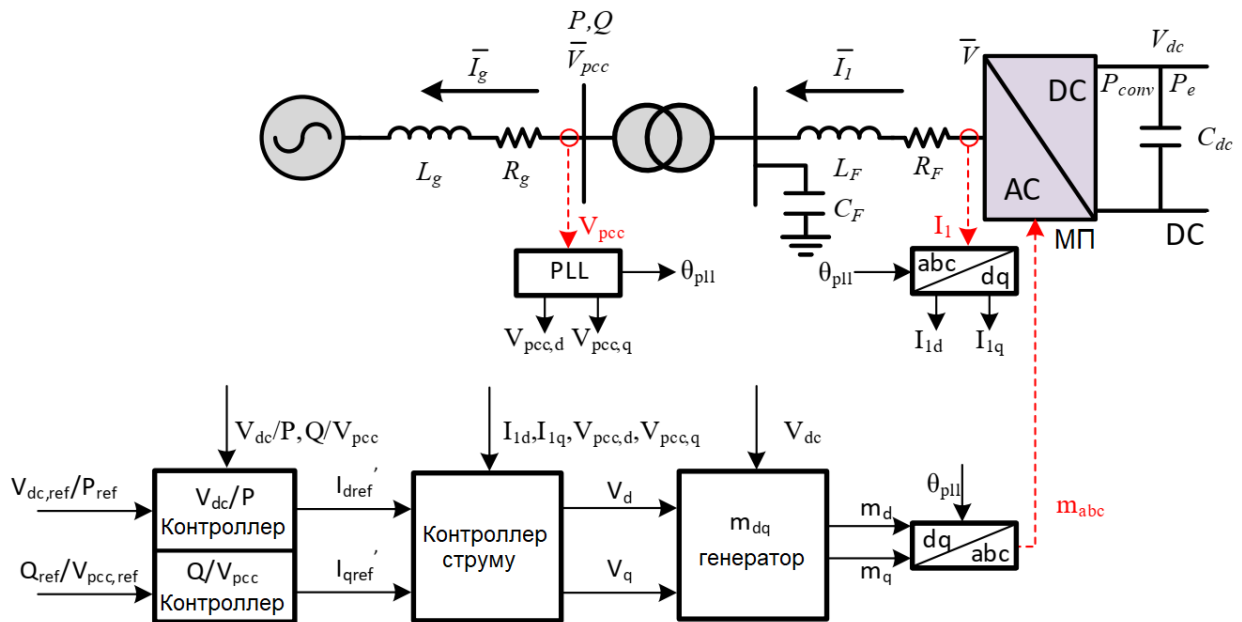 P,Q
V̅pcc
I̅g
I̅1
V̅
Vdc
DC
Pconv
Pe
Cdc
AC
МП
DC
Lg
Rg
LF
RF
CF
Vpcc
I1
PLL
θpll
θpll
abc
dq
Vpcc,d
Vpcc,q
I1d
I1q
Vdc/P, Q/Vpcc
I1d,I1q,Vpcc,d,Vpcc,q
Vdc
Vdc,ref/Pref
Vdc/P
Контроллер
Idref′
Контроллер
струму
Vd
mdq
генератор
md
θpll
dq
abc
mabc
Qref/Vpcc,ref
Q/Vpcc
Контроллер
Iqref′
Vq
mq